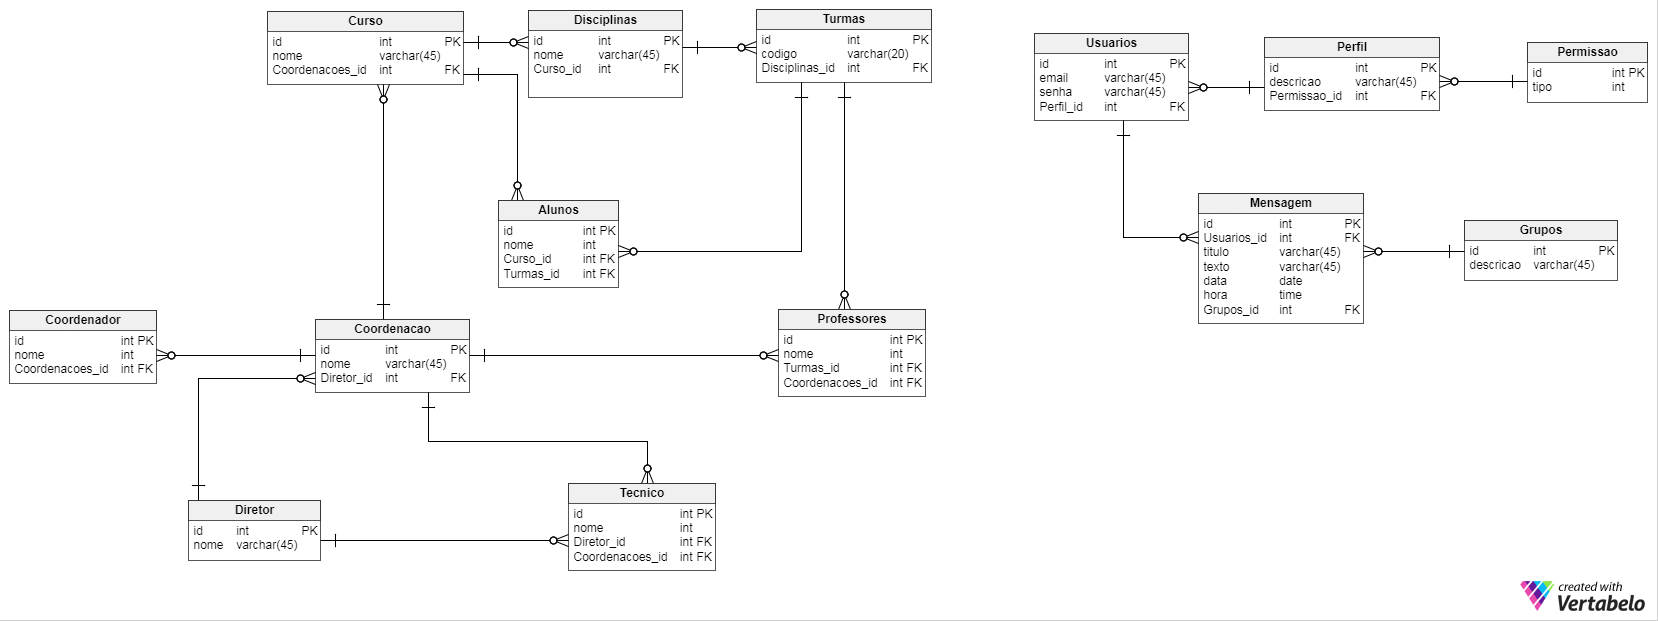 Curso
id int PK
nome varchar(45)
Coordenacoes_id int FK
Disciplinas
id int PK
nome varchar(45)
Curso_id int FK
Turmas
id int PK
codigo varchar(20)
Disciplinas_id int FK
Usuarios
id int PK
email varchar(45)
senha varchar(45)
Perfil_id int FK
Perfil
id int PK
descricao varchar(45)
Permissao_id int FK
Permissao
id int PK
tipo int
Alunos
id int PK
nome int
Curso_id int FK
Turmas_id int FK
Mensagem
id int PK
Usuarios_id int FK
titulo varchar(45)
texto varchar(45)
data date
hora time
Grupos_id int FK
Grupos
id int PK
descricao varchar(45)
Coordenador
id int PK
nome int
Coordenacoes_id int FK
Coordenacao
id int PK
nome varchar(45)
Diretor_id int FK
Professores
id int PK
nome int
Turmas_id int FK
Coordenacoes_id int FK
Diretor
id int PK
nome varchar(45)
Tecnico
id int PK
nome int
Diretor_id int FK
Coordenacoes_id int FK
created with
Vertabelo